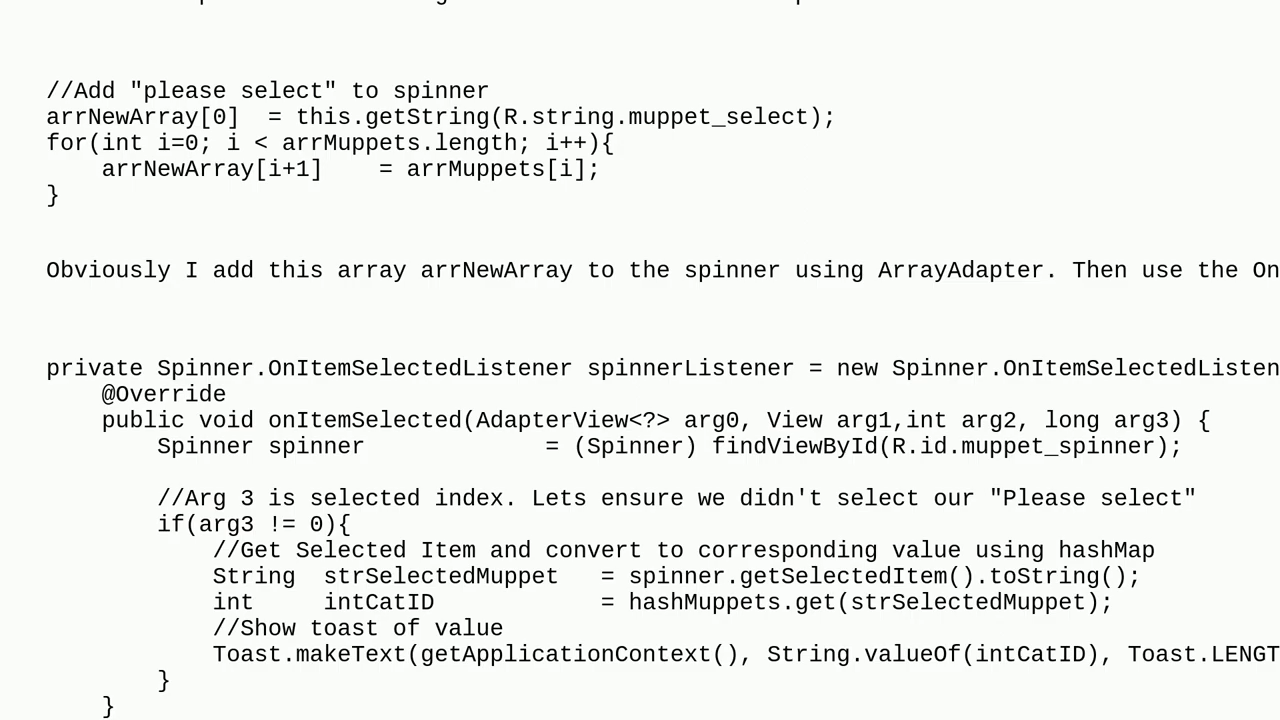 //Add "please select" to spinner
arrNewArray[0]  = this.getString(R.string.muppet_select);
for(int i=0; i < arrMuppets.length; i++){
    arrNewArray[i+1]    = arrMuppets[i];
}
Obviously I add this array arrNewArray to the spinner using ArrayAdapter. Then use the On
private Spinner.OnItemSelectedListener spinnerListener = new Spinner.OnItemSelectedListen
    @Override
    public void onItemSelected(AdapterView<?> arg0, View arg1,int arg2, long arg3) {
        Spinner spinner             = (Spinner) findViewById(R.id.muppet_spinner);
        //Arg 3 is selected index. Lets ensure we didn't select our "Please select"
        if(arg3 != 0){
            //Get Selected Item and convert to corresponding value using hashMap
            String  strSelectedMuppet   = spinner.getSelectedItem().toString();
            int     intCatID            = hashMuppets.get(strSelectedMuppet);
            //Show toast of value
            Toast.makeText(getApplicationContext(), String.valueOf(intCatID), Toast.LENGT
        }
    }